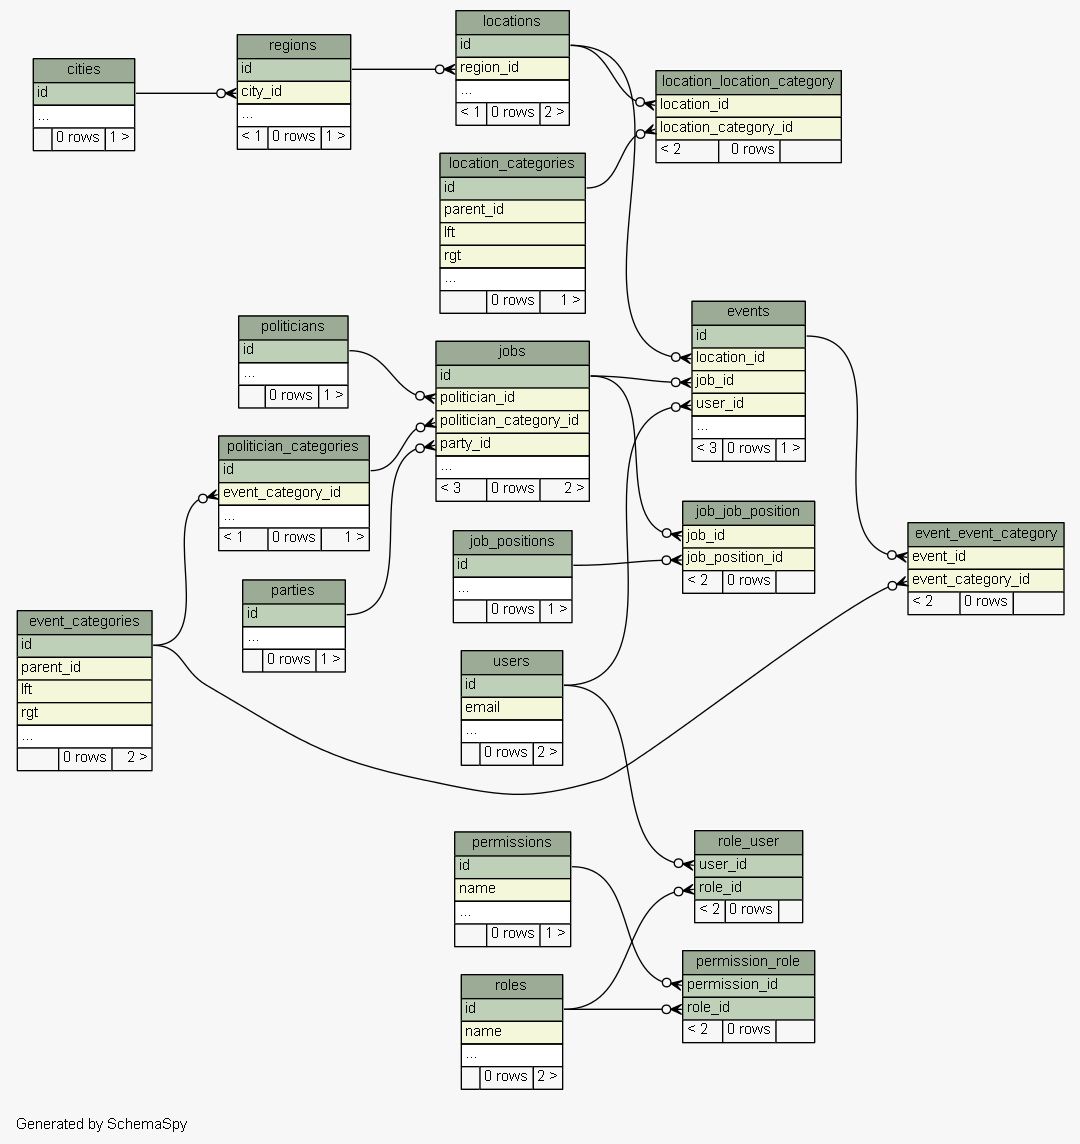 cities
id
...
0 rows 1 >
regions
id
city_id
...
< 1 0 rows 1 >
locations
id
region_id
...
< 1 0 rows 2 >
location_location_category
location_id
location_category_id
< 2 0 rows
location_categories
id
parent_id
lft
rgt
...
0 rows 1 >
politicians
id
...
0 rows 1 >
jobs
id
politician_id
politician_category_id
party_id
...
< 3 0 rows 2 >
events
id
location_id
job_id
user_id
...
< 3 0 rows 1 >
politician_categories
id
event_category_id
...
< 1 0 rows 1 >
job_positions
id
...
0 rows 1 >
job_job_position
job_id
job_position_id
< 2 0 rows
event_event_category
event_id
event_category_id
< 2 0 rows
parties
id
...
0 rows 1 >
event_categories
id
parent_id
lft
rgt
...
0 rows 2 >
users
id
email
...
0 rows 2 >
permissions
id
name
...
0 rows 1 >
role_user
user_id
role_id
< 2 0 rows
roles
id
name
...
0 rows 2 >
permission_role
permission_id
role_id
< 2 0 rows
Generated by SchemaSpy